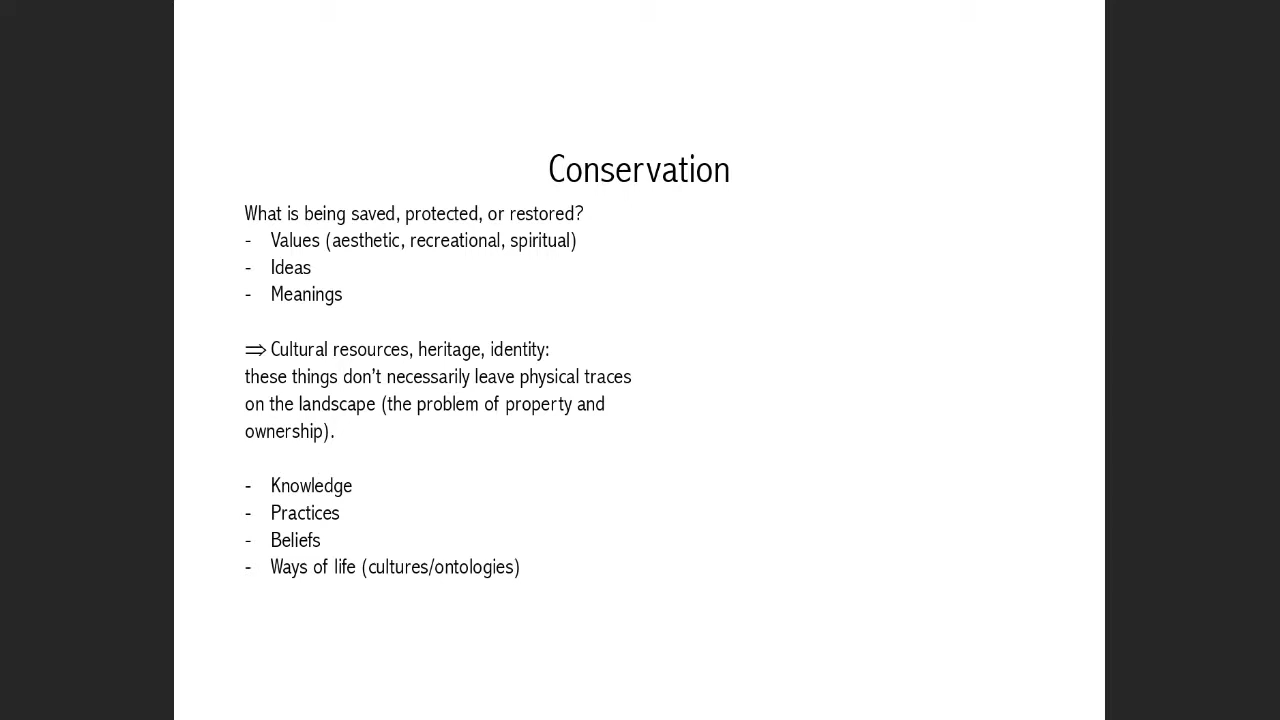 Conservation
What is being saved, protected, or restored?
- Values (aesthetic, recreational, spiritual)
- Ideas
- Meanings
⇒ Cultural resources, heritage, identity:
these things don't necessarily leave physical traces
on the landscape (the problem of property and
ownership).
- Knowledge
- Practices
- Beliefs
- Ways of life (cultures/ontologies)